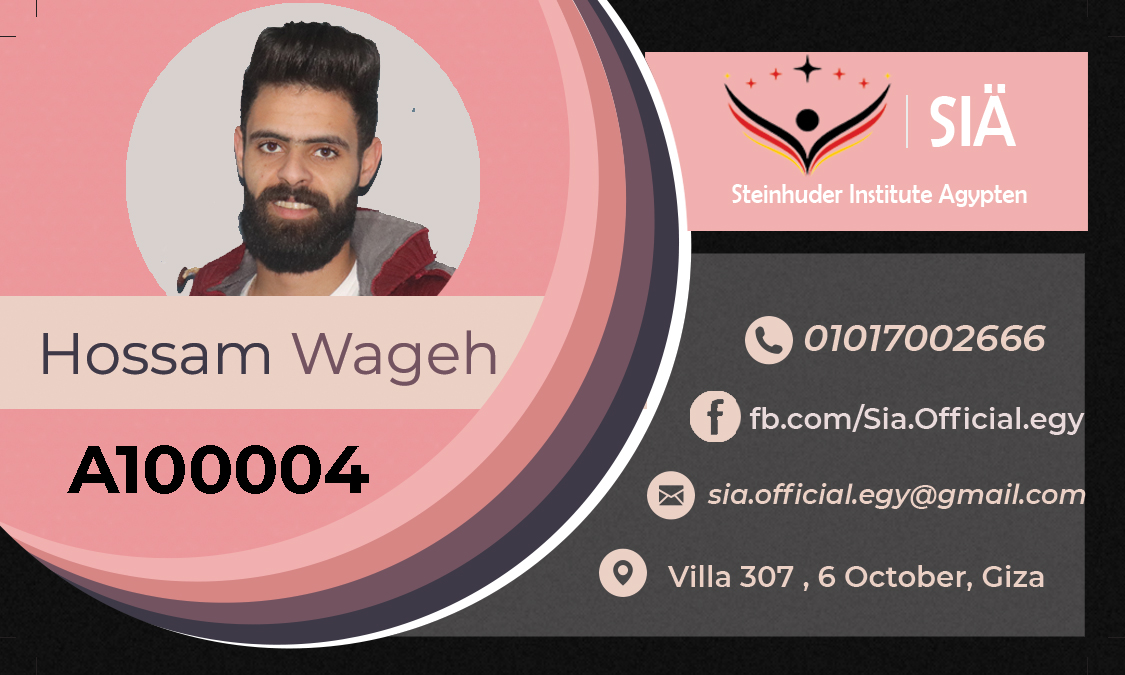 Hossam Wageh
A100004
SIÄ
Steinhuder Institute Agypten
01017002666
fb.com/Sia.Official.egy
sia.official.egy@gmail.com
Villa 307 , 6 October, Giza